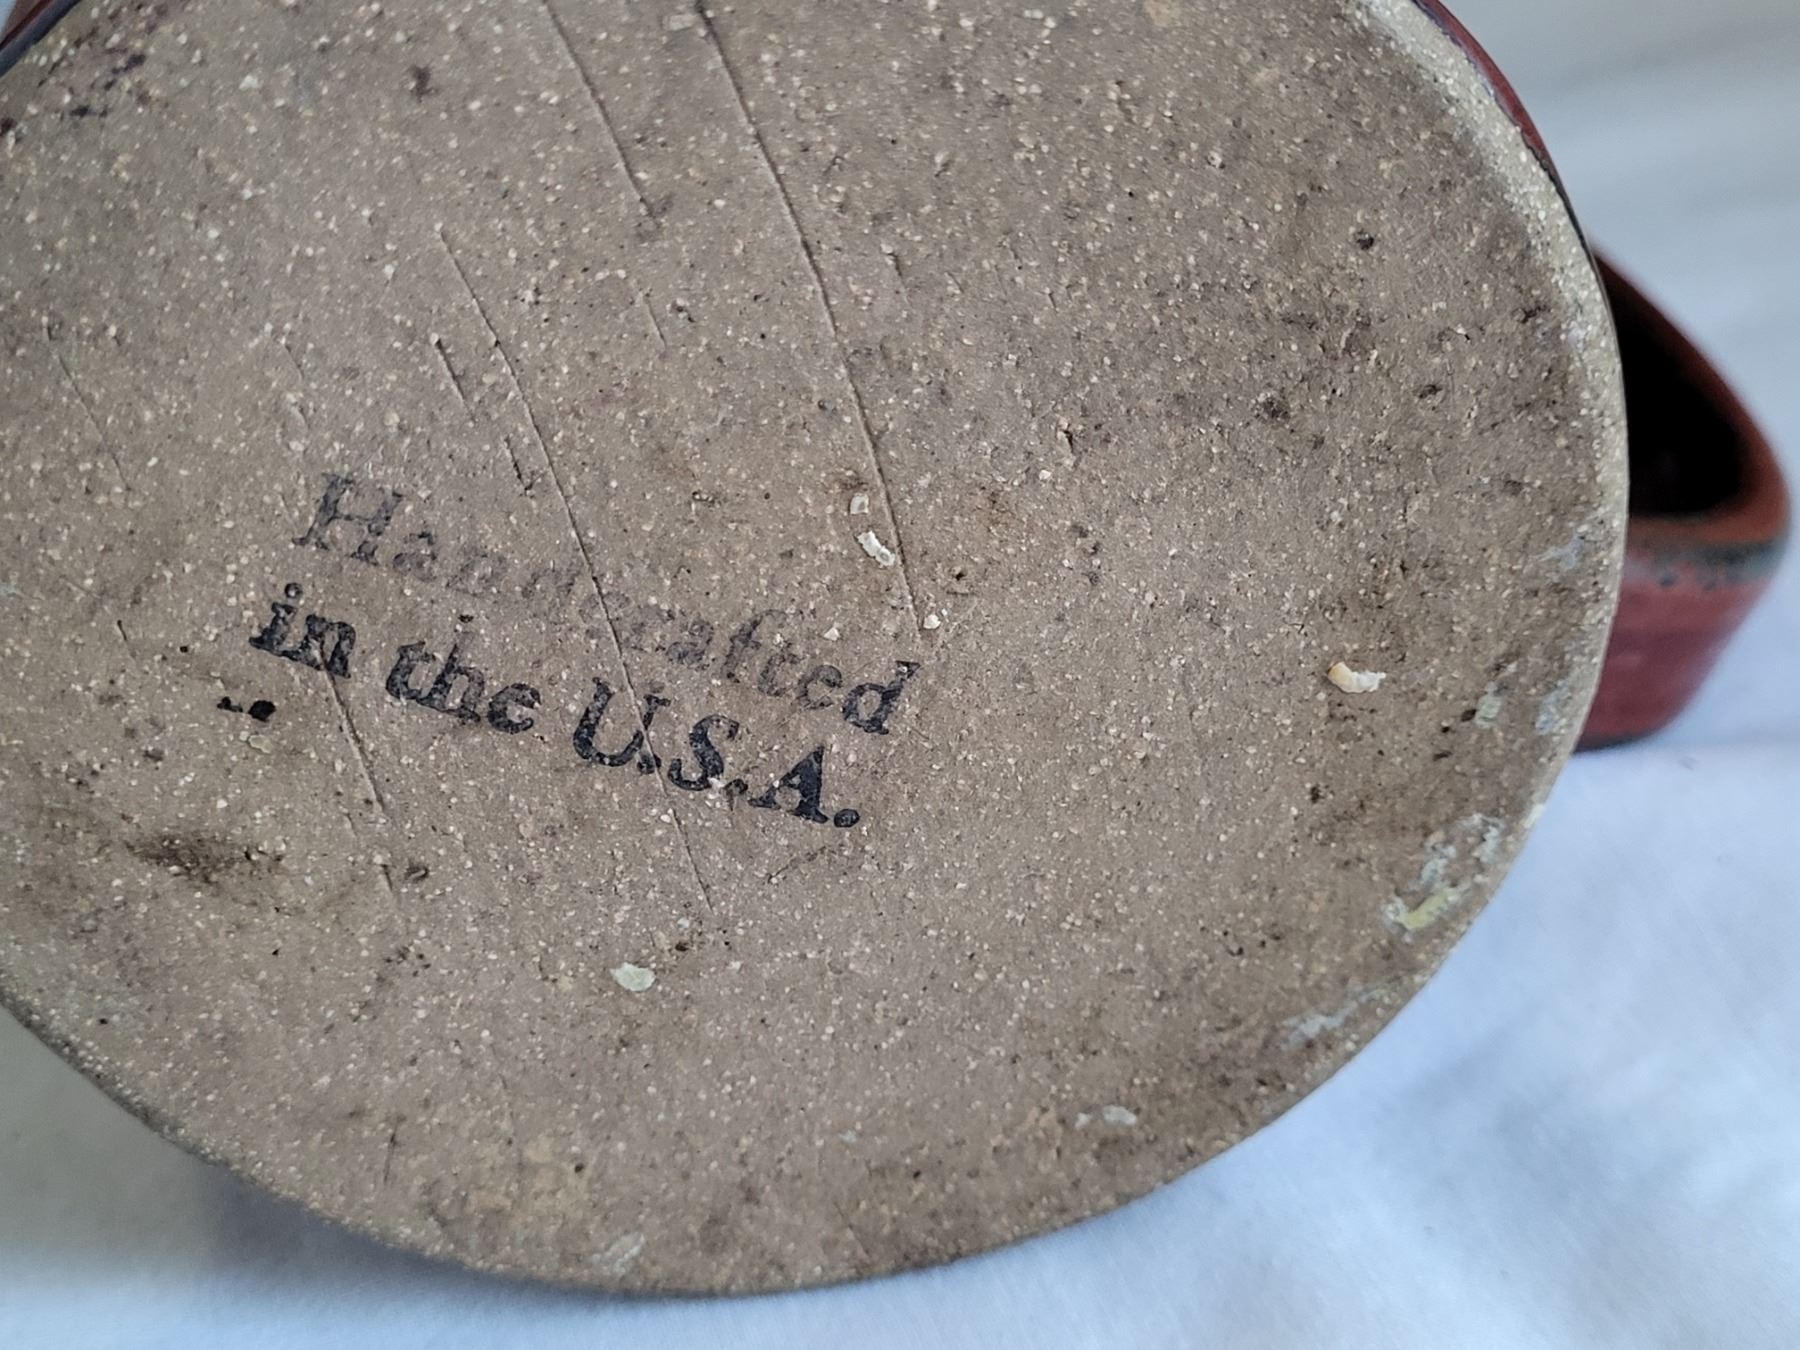 Handcrafted
in the U.S.A.